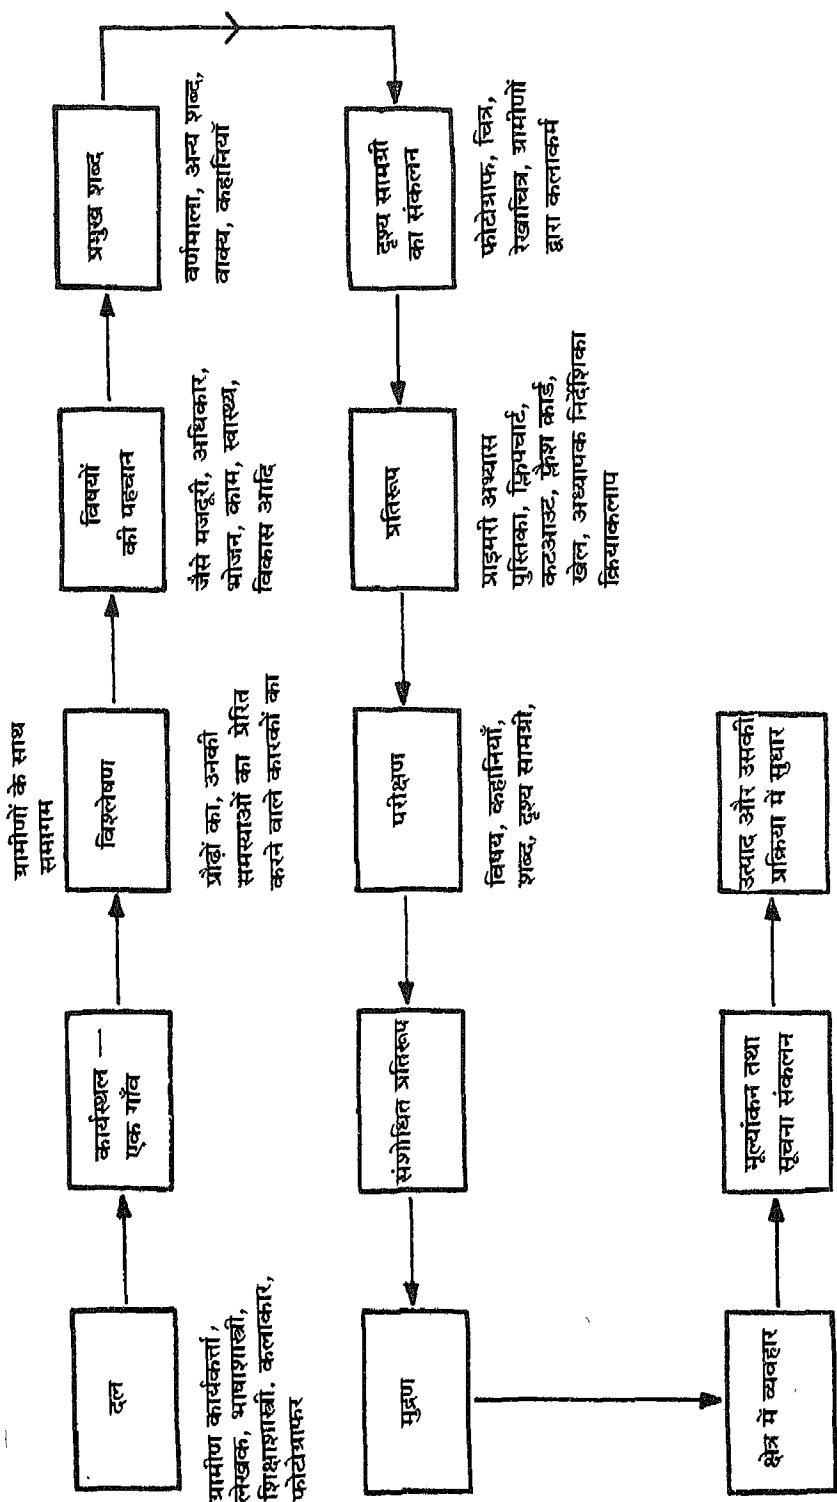 दल
ग्रामीण कार्यकर्त्ता,
लेखक, भाषाशास्त्री,
शिक्षाशास्त्री. कलाकार,
फोटोग्राफर
कार्यस्थल —
एक गाँव
ग्रामीणों के साथ
समागम
विश्लेषण
प्रौढ़ों का, उनकी
समस्याओं का प्रेरित
करने वाले कारकों का
विषयों
की पहचान
जैसे मजदूरी, अधिकार,
भोजन, काम, स्वास्थ्य,
विकास आदि
प्रमुख शब्द
वर्णमाला, अन्य शब्द,
वाक्य, कहानियाँ
दृश्य सामग्री
का संकलन
फोटोग्राफ, चित्र,
रेखाचित्र, ग्रामीणों
द्वारा कलाकर्म
प्रतिरूप
प्राइमरी अभ्यास
पुस्तिका, फ़्लिपचार्ट,
कटआउट, फ़्लैश कार्ड,
खेल, अध्यापक निर्देशिका
क्रियाकलाप
परीक्षण
विषय, कहानियाँ,
शब्द, दृश्य सामग्री,
संशोधित प्रतिरूप
मुद्रण
क्षेत्र में व्यवहार
मूल्यांकन तथा
सूचना संकलन
उत्पाद और उसकी
प्रक्रिया में सुधार